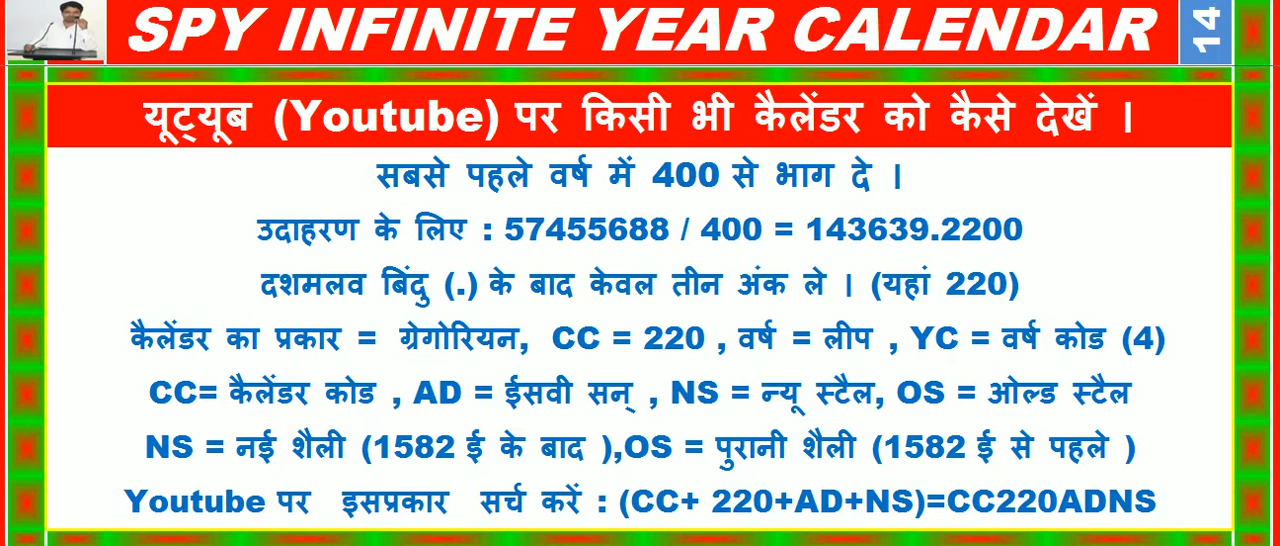 SPY INFINITE YEAR CALENDAR
14
यूट्यूब (Youtube) पर किसी भी कैलेंडर को कैसे देखें ।
सबसे पहले वर्ष में 400 से भाग दे ।
उदाहरण के लिए : 57455688 / 400 = 143639.2200
दशमलव बिंदु (.) के बाद केवल तीन अंक ले । (यहां 220)
कैलेंडर का प्रकार = ग्रेगोरियन, CC = 220 , वर्ष = लीप , YC = वर्ष कोड (4)
CC= कैलेंडर कोड , AD = ईसवी सन् , NS = न्यू स्टैल, OS = ओल्ड स्टैल
NS = नई शैली (1582 ई के बाद ),OS = पुरानी शैली (1582 ई से पहले )
Youtube पर इसप्रकार सर्च करें : (CC+ 220+AD+NS)=CC220ADNS